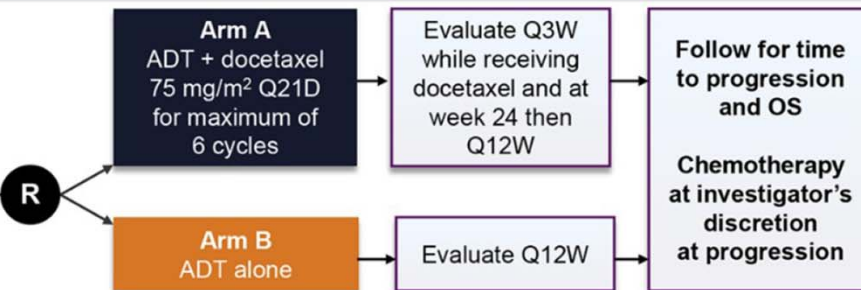 R
Arm A
ADT + docetaxel
75 mg/m² Q21D
for maximum of
6 cycles
Evaluate Q3W
while receiving
docetaxel and at
week 24 then
Q12W
Arm B
ADT alone
Evaluate Q12W
Follow for time
to progression
and OS
Chemotherapy
at investigator's
discretion
at progression